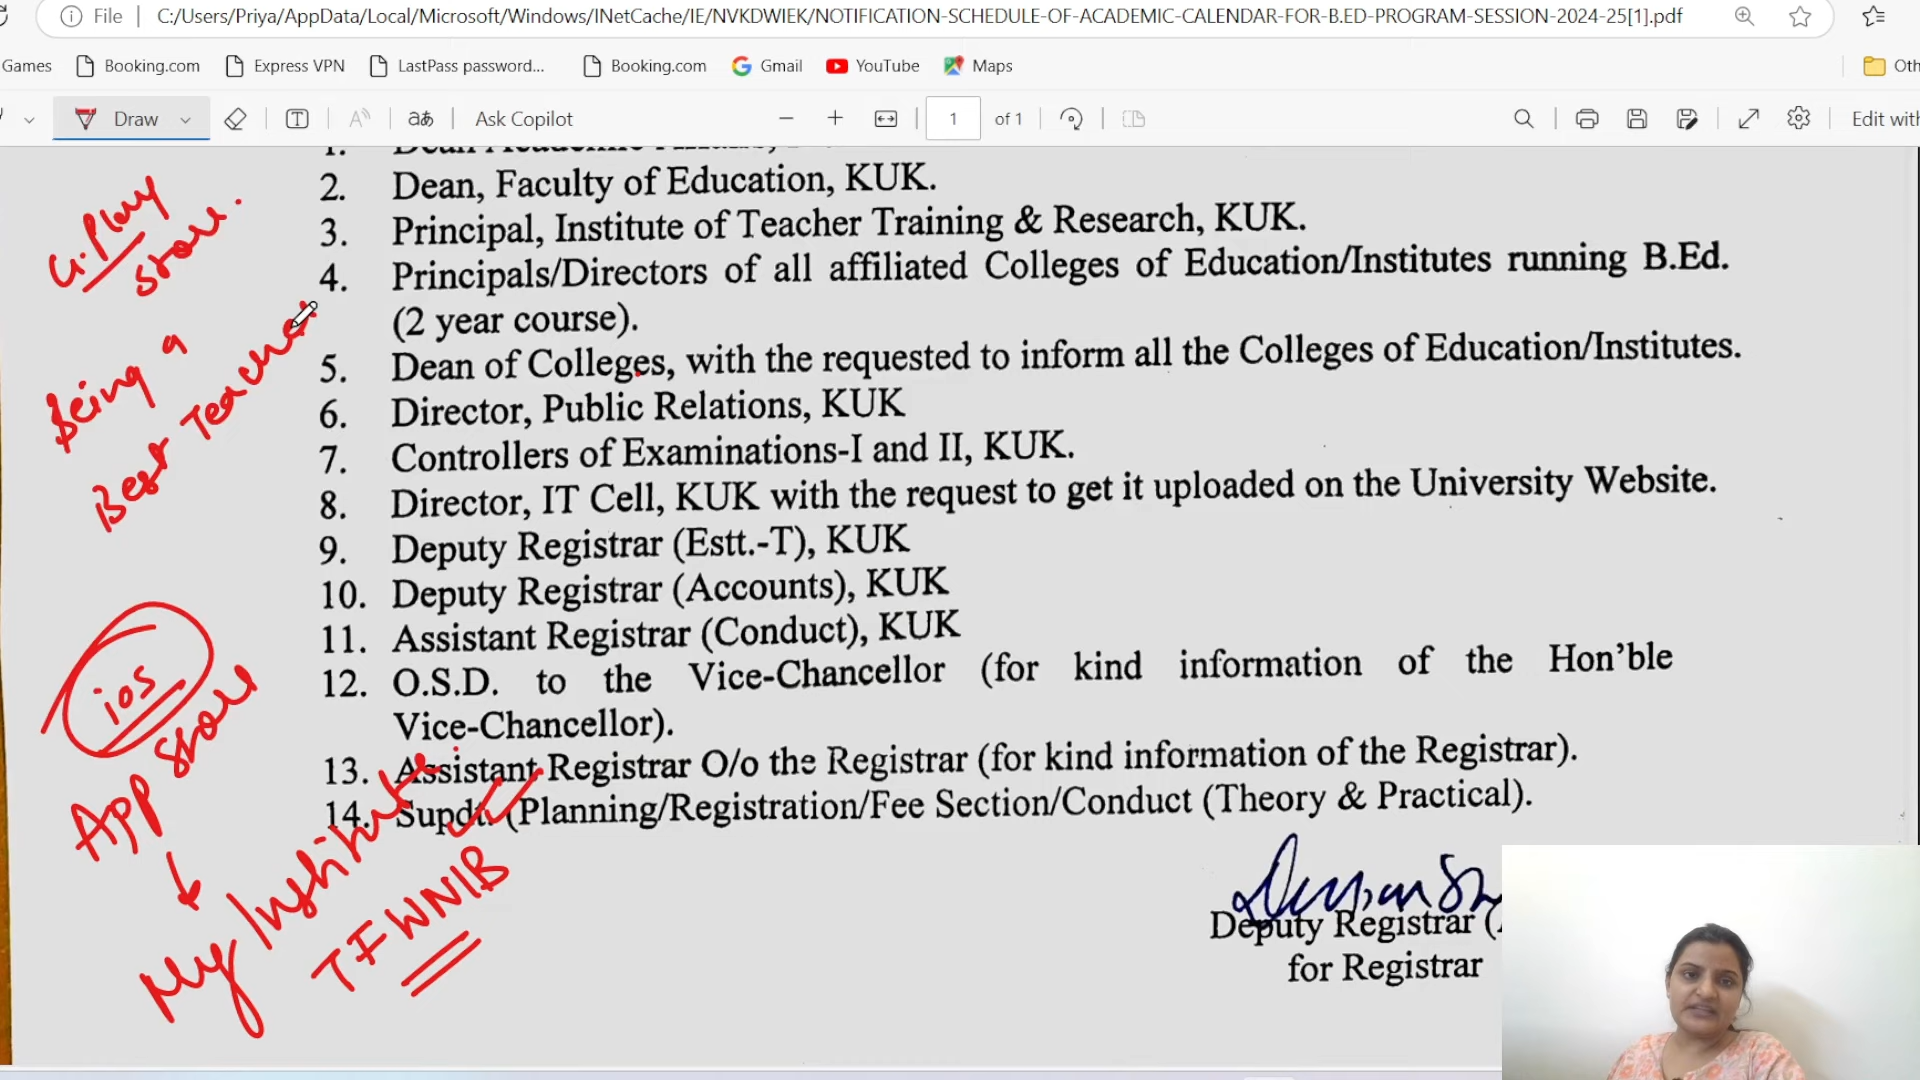 File C:/Users/Priya/AppData/Local/Microsoft/Windows/INetCache/IE/NVKDWIEK/NOTIFICATION-SCHEDULE-OF-ACADEMIC-CALENDAR-FOR-B.ED-PROGRAM-SESSION-2024-25[1].pdf
Games Booking.com Express VPN LastPass password... Booking.com Gmail YouTube Maps Oth
Draw Ask Copilot 1 of 1 Edit with
2. Dean, Faculty of Education, KUK.
3. Principal, Institute of Teacher Training & Research, KUK.
4. Principals/Directors of all affiliated Colleges of Education/Institutes running B.Ed.
(2 year course).
5. Dean of Colleges, with the requested to inform all the Colleges of Education/Institutes.
6. Director, Public Relations, KUK
7. Controllers of Examinations-I and II, KUK.
8. Director, IT Cell, KUK with the request to get it uploaded on the University Website.
9. Deputy Registrar (Estt.-T), KUK
10. Deputy Registrar (Accounts), KUK
11. Assistant Registrar (Conduct), KUK
12. O.S.D. to the Vice-Chancellor (for kind information of the Hon'ble
Vice-Chancellor).
13. Assistant Registrar O/o the Registrar (for kind information of the Registrar).
14. Supdt. (Planning/Registration/Fee Section/Conduct (Theory & Practical).
Deputy Registrar (
for Registrar
G. Play
Store.
Being a
Best Teacher
ios
App Store
My Institute
TFWNIB